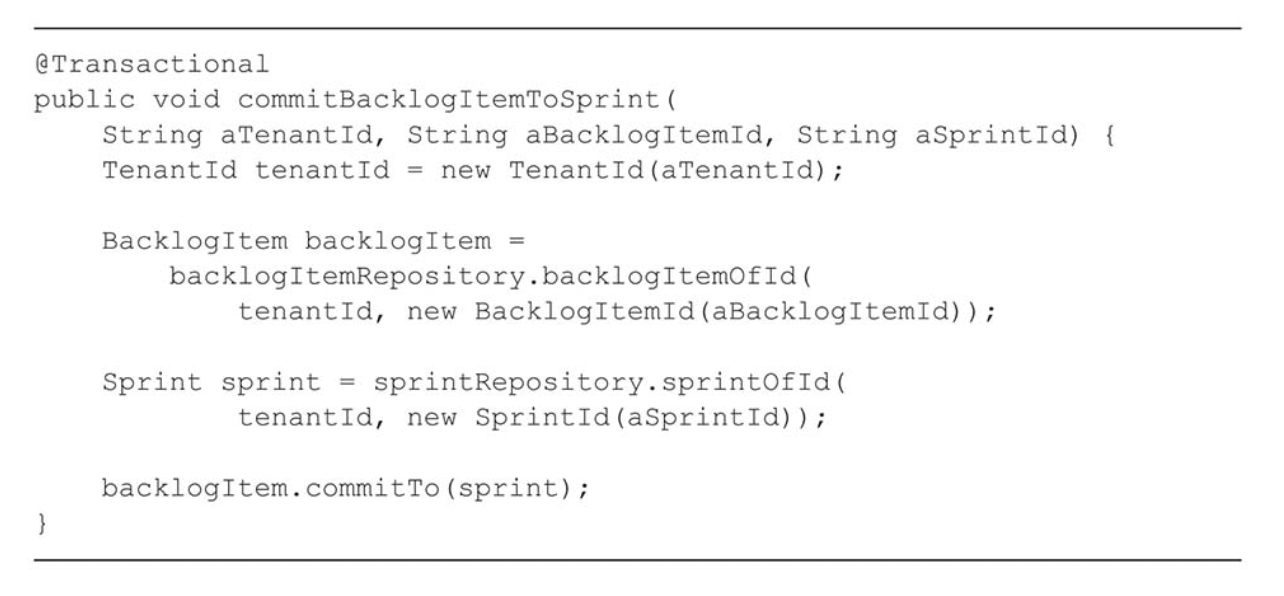 @Transactional
public void commitBacklogItemToSprint(
    String aTenantId, String aBacklogItemId, String aSprintId) {
    TenantId tenantId = new TenantId(aTenantId);

    BacklogItem backlogItem =
        backlogItemRepository.backlogItemOfId(
            tenantId, new BacklogItemId(aBacklogItemId));

    Sprint sprint = sprintRepository.sprintOfId(
            tenantId, new SprintId(aSprintId));

    backlogItem.commitTo(sprint);
}